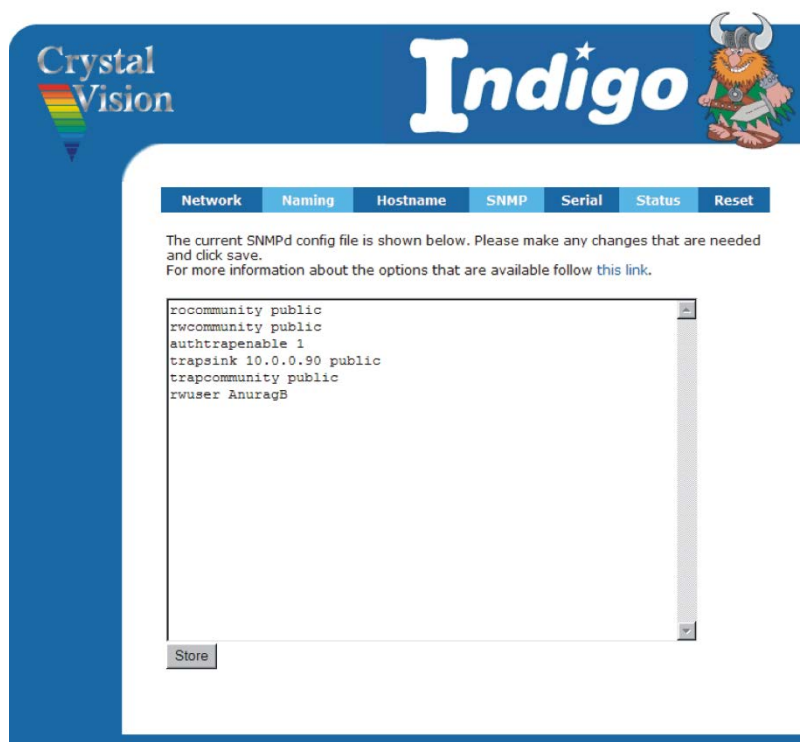 Crystal
Vision
Indigo
Network Naming Hostname SNMP Serial Status Reset
The current SNMPd config file is shown below. Please make any changes that are needed
and click save.
For more information about the options that are available follow this link.
rocommunity public
rwcommunity public
authtrapenable 1
trapsink 10.0.0.90 public
trapcommunity public
rwuser AnuragB
Store